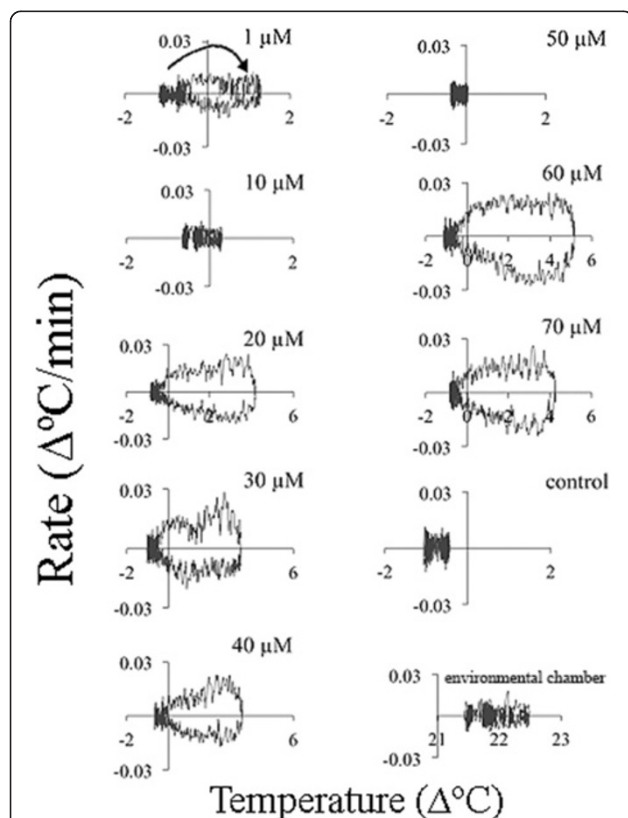 0.03 1 µM
-2 2
-0.03
0.03 50 µM
-2 2
-0.03
0.03 10 µM
-2 2
-0.03
0.03 60 µM
-2 0 2 4 6
-0.03
0.03 20 µM
-2 2 6
-0.03
0.03 70 µM
-2 0 2 4 6
-0.03
0.03 30 µM
-2 6
-0.03
0.03 control
-2 2
-0.03
0.03 40 µM
-2 6
-0.03
0.03 environmental chamber
21 22 23
-0.03
Rate (Δ°C/min)
Temperature (Δ°C)